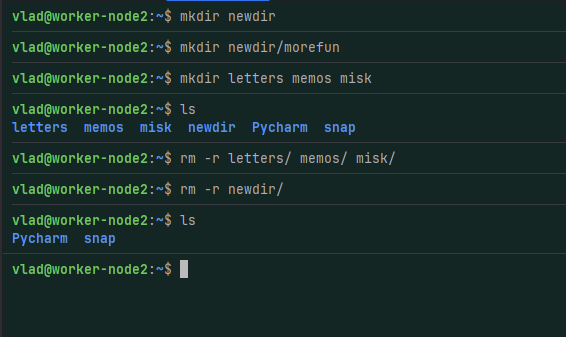 vlad@worker-node2:~$ mkdir newdir
vlad@worker-node2:~$ mkdir newdir/morefun
vlad@worker-node2:~$ mkdir letters memos misk
vlad@worker-node2:~$ ls
letters  memos  misk  newdir  Pycharm  snap
vlad@worker-node2:~$ rm -r letters/ memos/ misk/
vlad@worker-node2:~$ rm -r newdir/
vlad@worker-node2:~$ ls
Pycharm  snap
vlad@worker-node2:~$